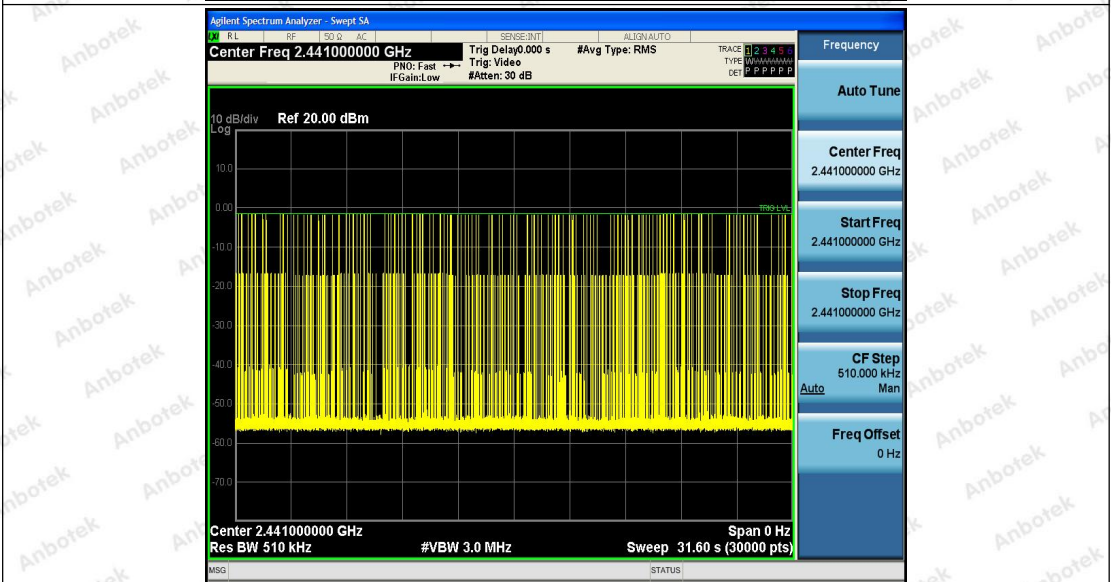 Agilent Spectrum Analyzer - Swept SA
LXI RL RF 50 Ω AC SENSE:INT ALIGNAUTO
Center Freq 2.441000000 GHz
PNO: Fast
IFGain:Low
Trig Delay0.000 s
Trig: Video
#Atten: 30 dB
#Avg Type: RMS
TRACE 1 2 3 4 5 6
TYPE
DET P P P P P P
10 dB/div
Log
Ref 20.00 dBm
10.0
0.00
TRIG LVL
-10.0
-20.0
-30.0
-40.0
-50.0
-60.0
-70.0
Center 2.441000000 GHz
Span 0 Hz
Res BW 510 kHz
#VBW 3.0 MHz
Sweep 31.60 s (30000 pts)
MSG
STATUS
Frequency
Auto Tune
Center Freq
2.441000000 GHz
Start Freq
2.441000000 GHz
Stop Freq
2.441000000 GHz
CF Step
510.000 kHz
Auto Man
Freq Offset
0 Hz
Anbotek